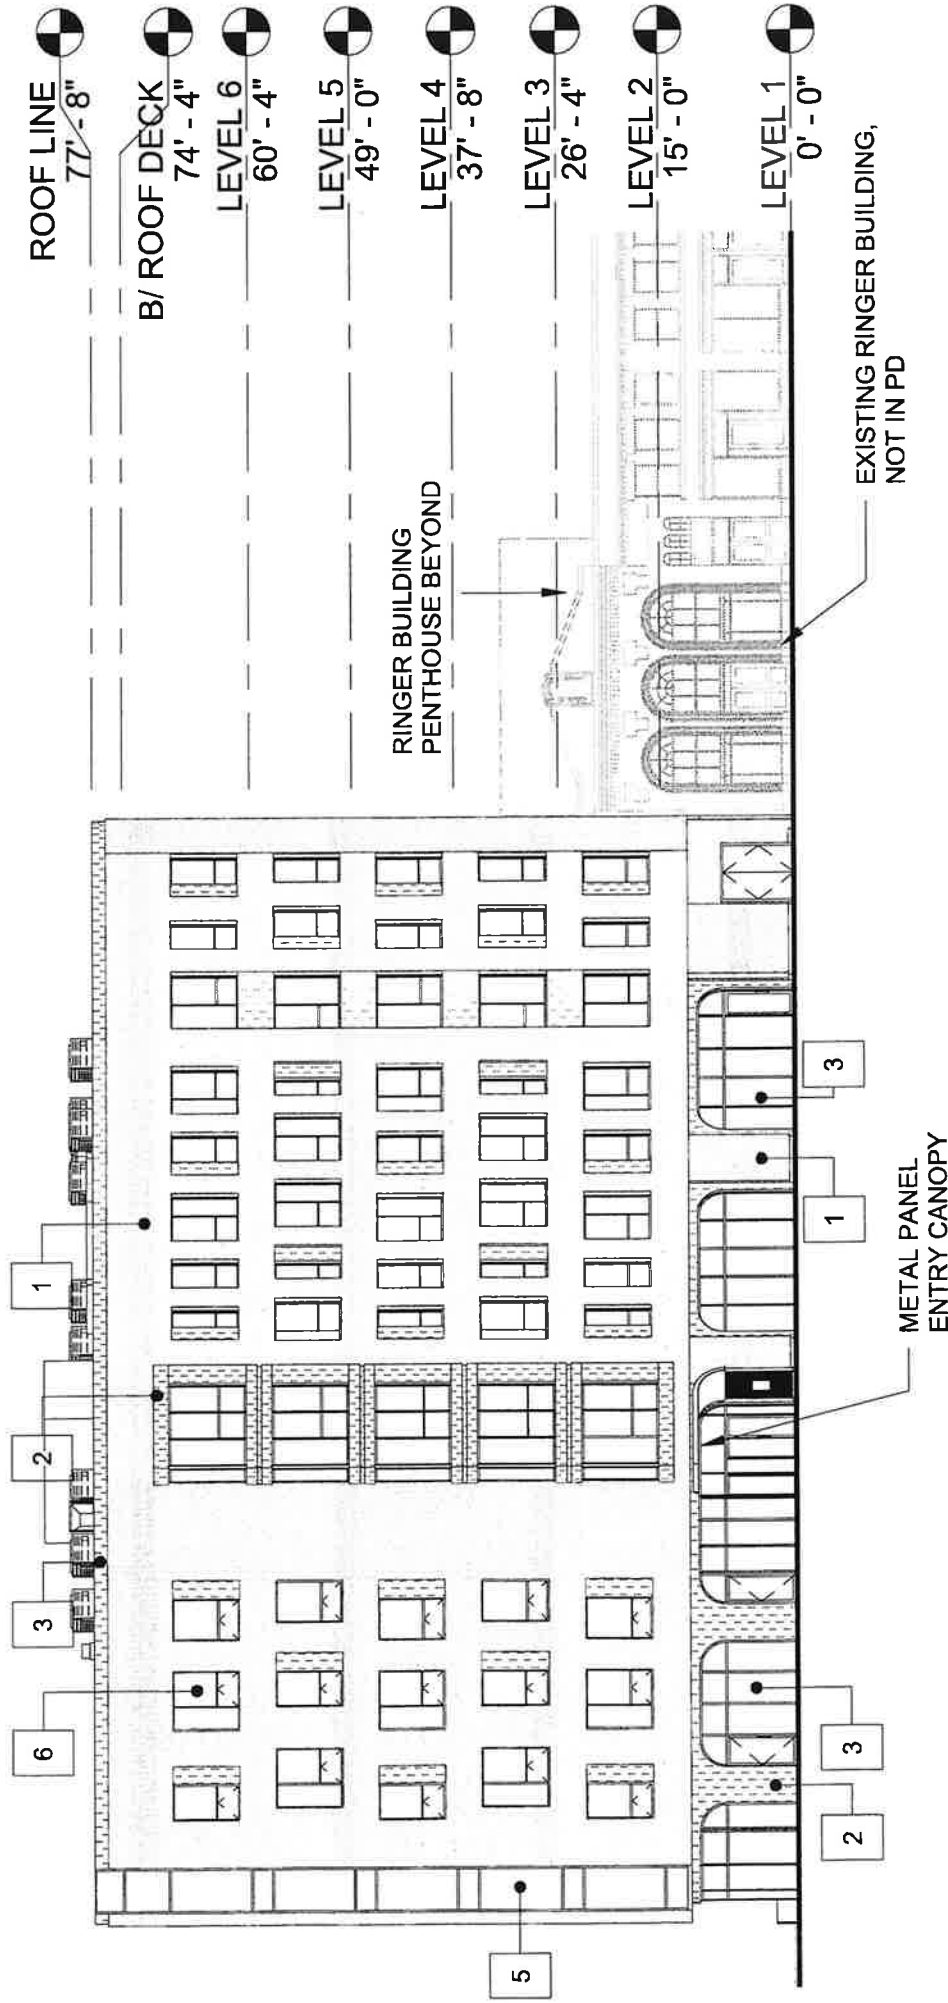 ROOF LINE
77' - 8"
B/ ROOF DECK
74' - 4"
LEVEL 6
60' - 4"
LEVEL 5
49' - 0"
LEVEL 4
37' - 8"
LEVEL 3
26' - 4"
LEVEL 2
15' - 0"
LEVEL 1
0' - 0"
RINGER BUILDING
PENTHOUSE BEYOND
EXISTING RINGER BUILDING,
NOT IN PD
6
3
2
1
5
2
3
METAL PANEL
ENTRY CANOPY
1
3